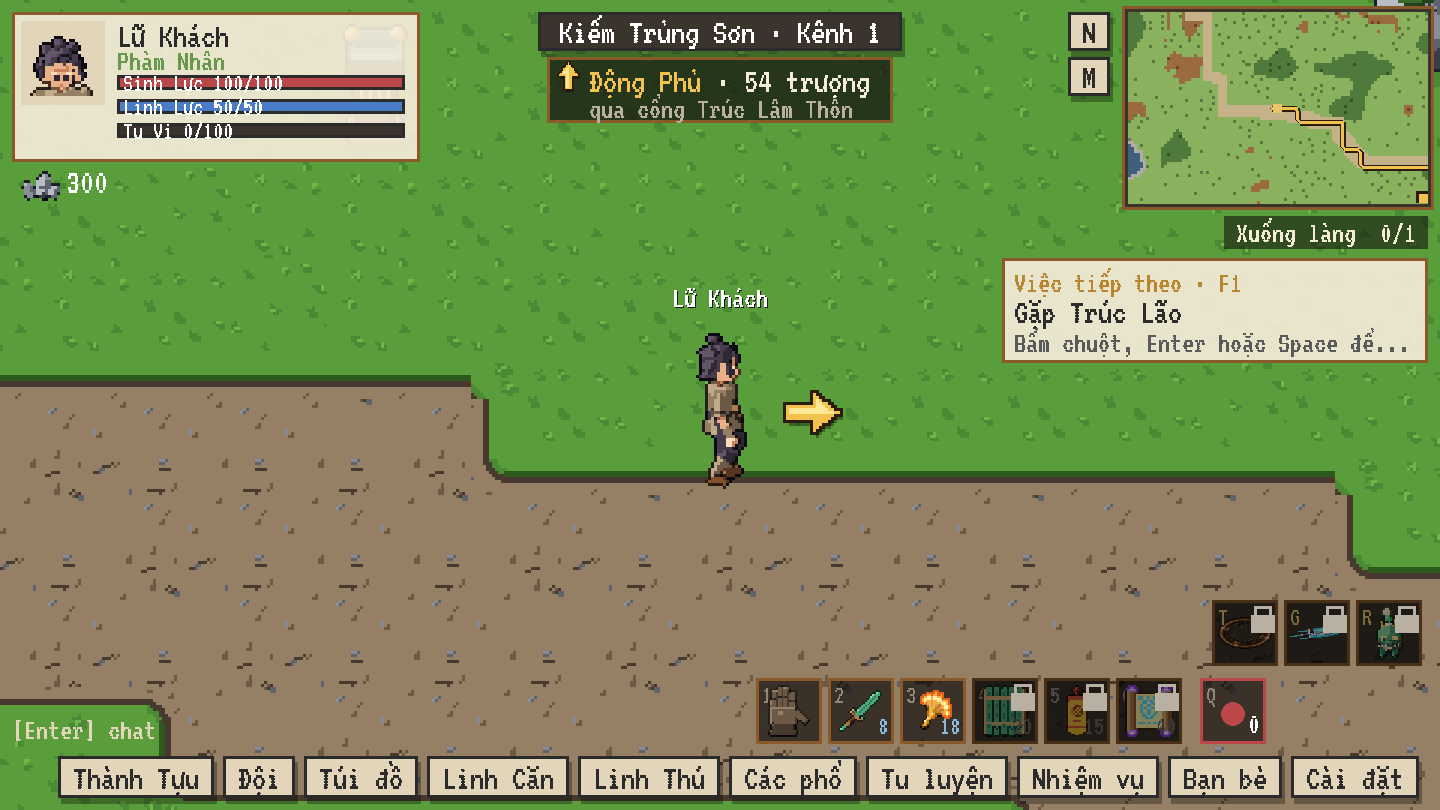 Lữ Khách
Phàm Nhân
Sinh Lực 100/100
Linh Lực 50/50
Tu Vi 0/100
300
Kiếm Trủng Sơn · Kênh 1
Động Phủ · 54 trượng
qua cổng Trúc Lâm Thôn
N
M
Xuống làng 0/1
Việc tiếp theo · F1
Gặp Trúc Lão
Bấm chuột, Enter hoặc Space để...
Lữ Khách
T G R
1 2 8 3 18 5 15 Q 0
[Enter] chat
Thành Tựu Đội Túi đồ Linh Căn Linh Thú Các phổ Tu luyện Nhiệm vụ Bạn bè Cài đặt